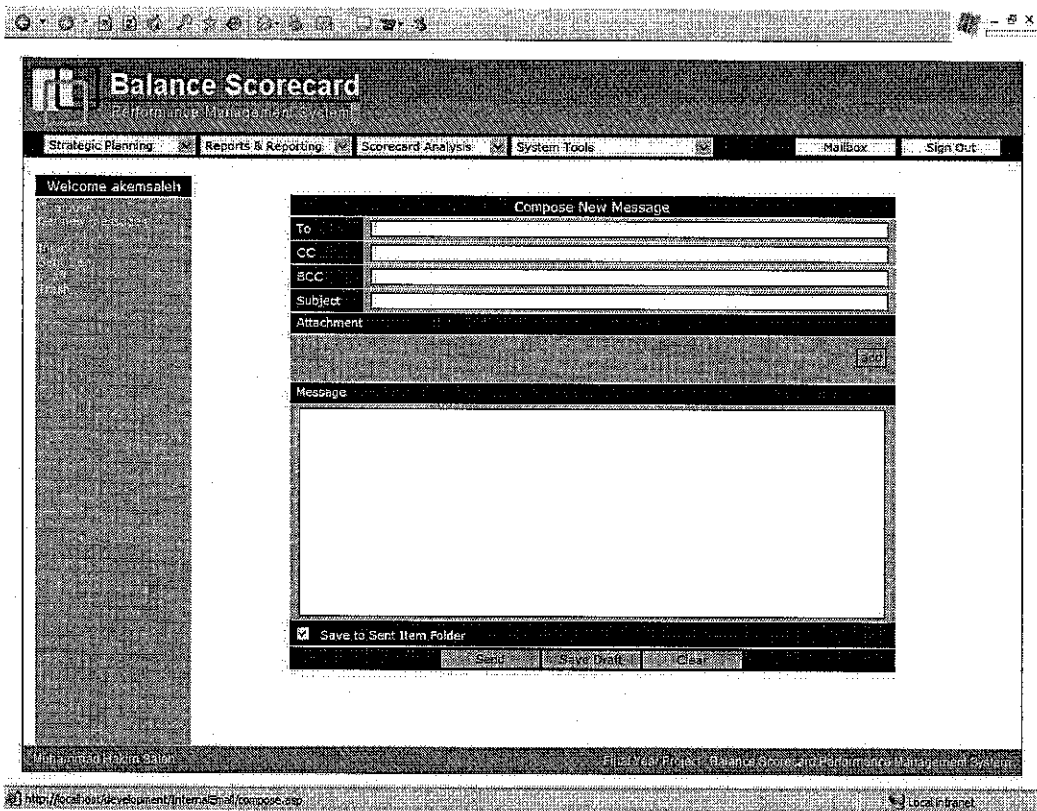 Balance Scorecard
Performance Management System
Strategic Planning Reports & Reporting Scorecard Analysis System Tools Mailbox Sign Out
Welcome akemsaleh
Compose New Message
To
CC
BCC
Subject
Attachment
add
Message
Save to Sent Item Folder
Send Save Draft Clear
Muhammad Hakim Saleh Final Year Project: Balance Scorecard Performance Management System
http://localhost/development/InternalEmail/compose.asp Local intranet